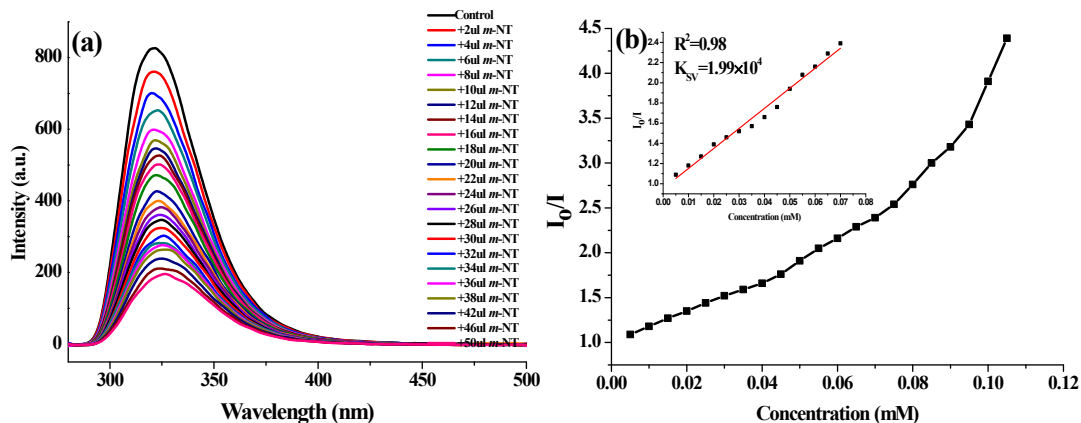 (a)
Control
+2ul m-NT
+4ul m-NT
+6ul m-NT
+8ul m-NT
+10ul m-NT
+12ul m-NT
+14ul m-NT
+16ul m-NT
+18ul m-NT
+20ul m-NT
+22ul m-NT
+24ul m-NT
+26ul m-NT
+28ul m-NT
+30ul m-NT
+32ul m-NT
+34ul m-NT
+36ul m-NT
+38ul m-NT
+42ul m-NT
+46ul m-NT
+50ul m-NT
800
600
400
200
0
Intensity (a.u.)
300 350 400 450 500
Wavelength (nm)
(b)
4.5
4.0
3.5
3.0
2.5
2.0
1.5
1.0
I₀/I
0.00 0.02 0.04 0.06 0.08 0.10 0.12
Concentration (mM)
R²=0.98
K_SV=1.99×10⁴
2.4
2.2
2.0
1.8
1.6
1.4
1.2
1.0
I₀/I
0.00 0.01 0.02 0.03 0.04 0.05 0.06 0.07 0.08
Concentration (mM)